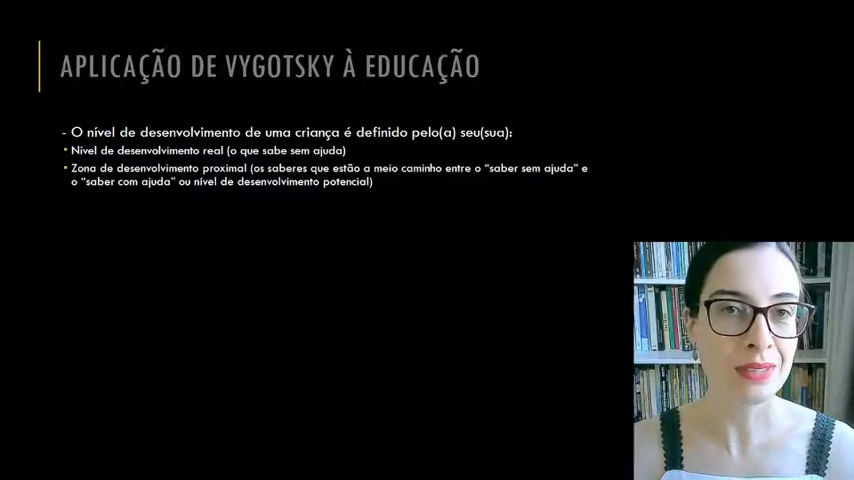 APLICAÇÃO DE VYGOTSKY À EDUCAÇÃO
- O nível de desenvolvimento de uma criança é definido pelo(a) seu(sua):
• Nível de desenvolvimento real (o que sabe sem ajuda)
• Zona de desenvolvimento proximal (os saberes que estão a meio caminho entre o "saber sem ajuda" e
o "saber com ajuda" ou nível de desenvolvimento potencial)